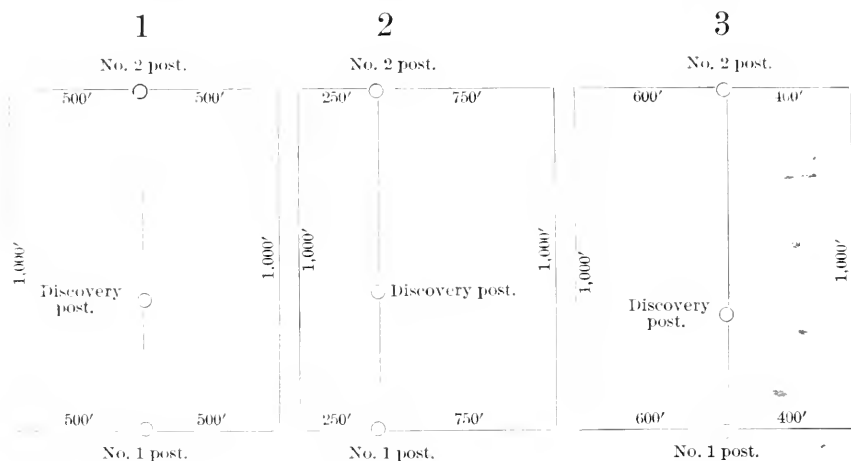 1 2 3
No. 2 post. No. 2 post. No. 2 post.
500′ 500′ 250′ 750′ 600′ 400′
1,000′ 1,000′ 1,000′ 1,000′ 1,000′ 1,000′
Discovery post. Discovery post. Discovery post.
500′ 500′ 250′ 750′ 600′ 400′
No. 1 post. No. 1 post. No. 1 post.